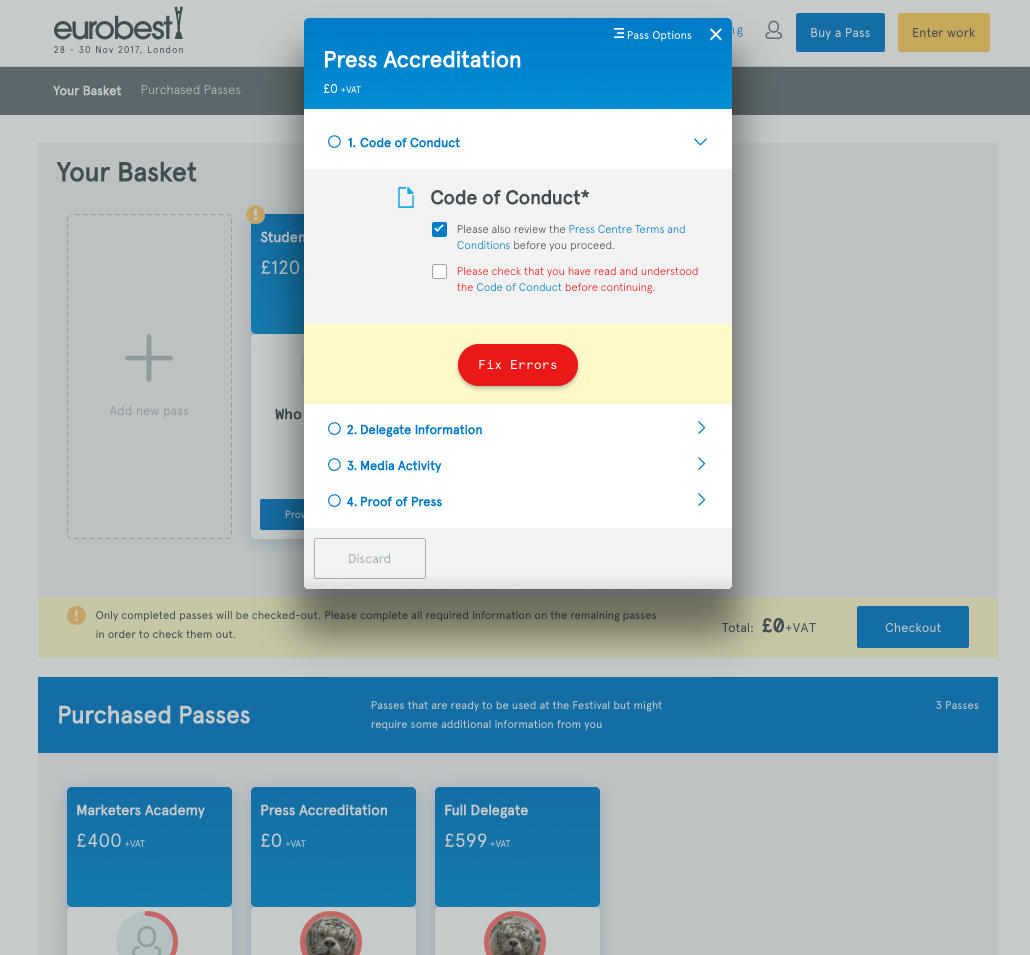 eurobest
28 - 30 Nov 2017, London
Pass Options
Buy a Pass
Enter work
Press Accreditation
£0 +VAT
Your Basket
Purchased Passes
1. Code of Conduct
Your Basket
Code of Conduct*
Please also review the Press Centre Terms and
Conditions before you proceed.
Please check that you have read and understood
the Code of Conduct before continuing.
£120
Add new pass
Who
Fix Errors
2. Delegate Information
3. Media Activity
4. Proof of Press
Discard
Only completed passes will be checked-out. Please complete all required information on the remaining passes
in order to check them out.
Total: £0+VAT
Checkout
Purchased Passes
Passes that are ready to be used at the Festival but might
require some additional information from you
3 Passes
Marketers Academy
£400 +VAT
Press Accreditation
£0 +VAT
Full Delegate
£599 +VAT